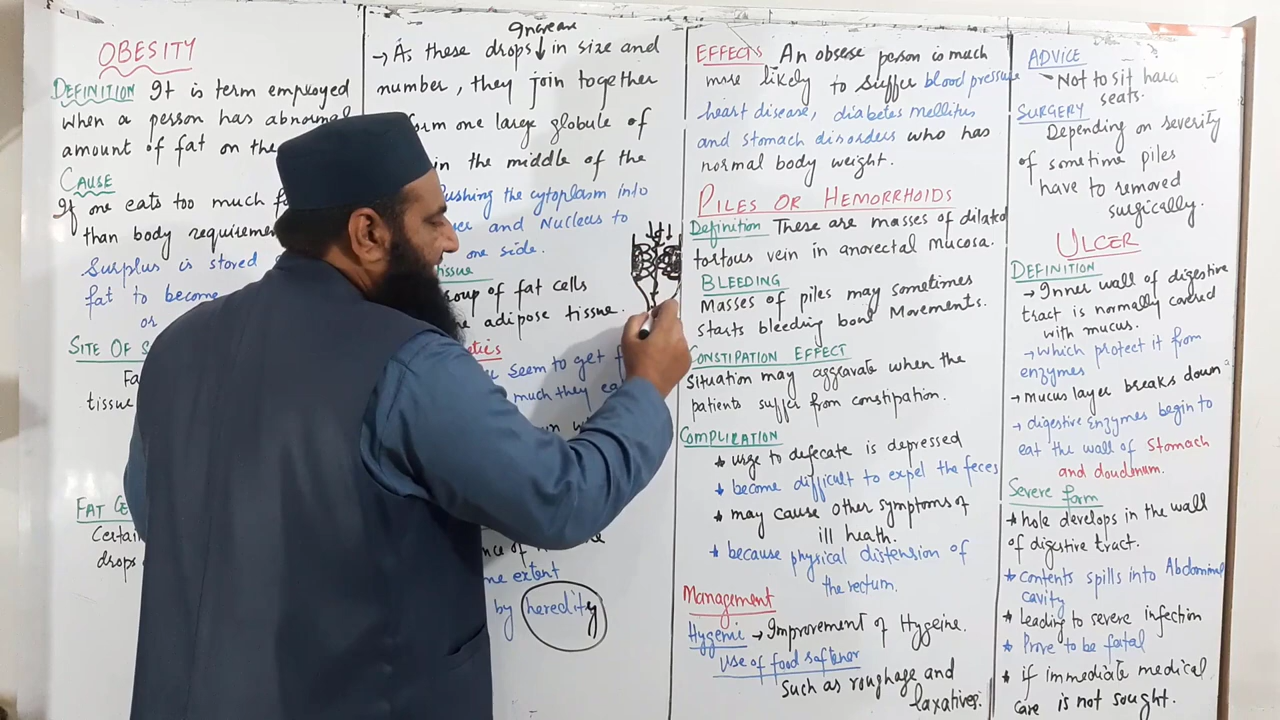 OBESITY
DEFINITION It is term employed
when a person has abnormal
amount of fat on the
CAUSE
If one eats too much
than body
Surplus is stored
fat to become
or
SITE OF
tissue
FAT
Certain
drops
Increase
→ As these drops ↓ in size and
number, they join together
form one large globule of
in the middle of the
Pushing the cytoplasm into
and Nucleus to
one side.
tissue
group of fat cells
adipose tissue.
seem to get
much they
extent
by heredity
EFFECTS An obsese person is much
more likely to suffer blood pressure
heart disease, diabetes mellitus
and stomach disorders who has
normal body weight.
PILES OR HEMORRHOIDS
Definition These are masses of dilated
tortous vein in anorectal mucosa.
BLEEDING
Masses of piles may sometimes
starts bleeding bowl Movements.
CONSTIPATION EFFECT
Situation may aggravate when the
patients suffer from constipation.
COMPLICATION
* urge to defecate is depressed
* become difficult to expel the feces
* may cause other symptoms of
ill heath.
* because physical distension of
the rectum.
Management
Hygemi → Improvement of Hygeine.
Use of food softener
Such as roughage and
laxatives.
ADVICE
- Not to sit hard
seats.
SURGERY
Depending on severity
of sometime piles
have to removed
surgically.
ULCER
DEFINITION
→ Inner wall of digestive
tract is normally covered
with mucus.
→ which protect it from
enzymes
→ mucus layer breaks down
→ digestive enzymes begin to
eat the wall of Stomach
and doudenum.
Severe form
* hole develops in the wall
of digestive tract.
* contents spills into Abdominal
cavity
* leading to severe infection
* Prove to be fatal
* if immediate medical
care is not sought.